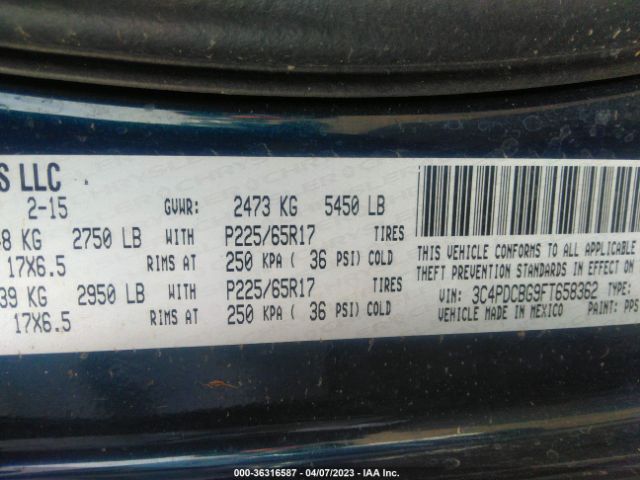 S LLC
2-15 GVWR: 2473 KG 5450 LB
8 KG 2750 LB WITH P225/65R17 TIRES
17X6.5 RIMS AT 250 KPA ( 36 PSI) COLD
39 KG 2950 LB WITH P225/65R17 TIRES
17X6.5 RIMS AT 250 KPA ( 36 PSI) COLD
THIS VEHICLE CONFORMS TO ALL APPLICABLE
THEFT PREVENTION STANDARDS IN EFFECT ON
VIN: 3C4PDCBG9FT658362 TYPE:
VEHICLE MADE IN MEXICO PAINT: PPS
000-36316587 - 04/07/2023 - IAA Inc.